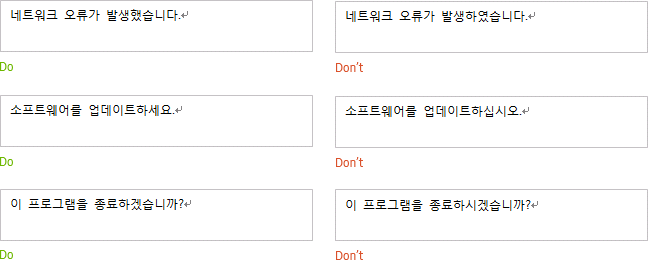 네트워크 오류가 발생했습니다.↵
네트워크 오류가 발생하였습니다.↵
Do
Don't
소프트웨어를 업데이트하세요.↵
소프트웨어를 업데이트하십시오.↵
Do
Don't
이 프로그램을 종료하겠습니까?↵
이 프로그램을 종료하시겠습니까?↵
Do
Don't